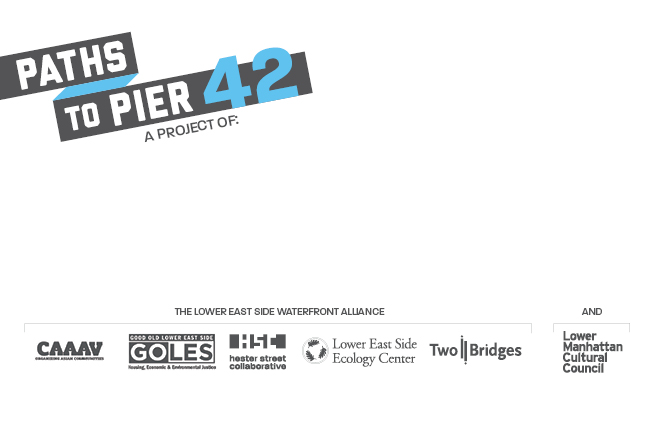 PATHS
TO PIER 42
A PROJECT OF:
THE LOWER EAST SIDE WATERFRONT ALLIANCE
AND
CAAAV
ORGANIZING ASIAN COMMUNITIES
GOOD OLD LOWER EAST SIDE
GOLES
Housing, Economic & Environmental Justice
HSC
hester street
collaborative
Lower East Side
Ecology Center
Two Bridges
Lower
Manhattan
Cultural
Council